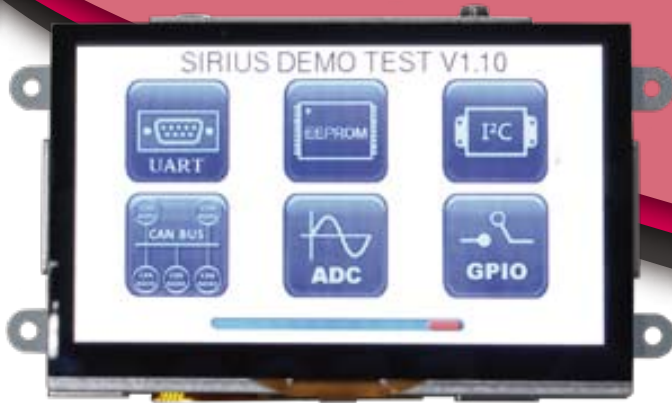 SIRIUS DEMO TEST V1.10
UART
EEPROM
I²C
CAN BUS
ADC
GPIO